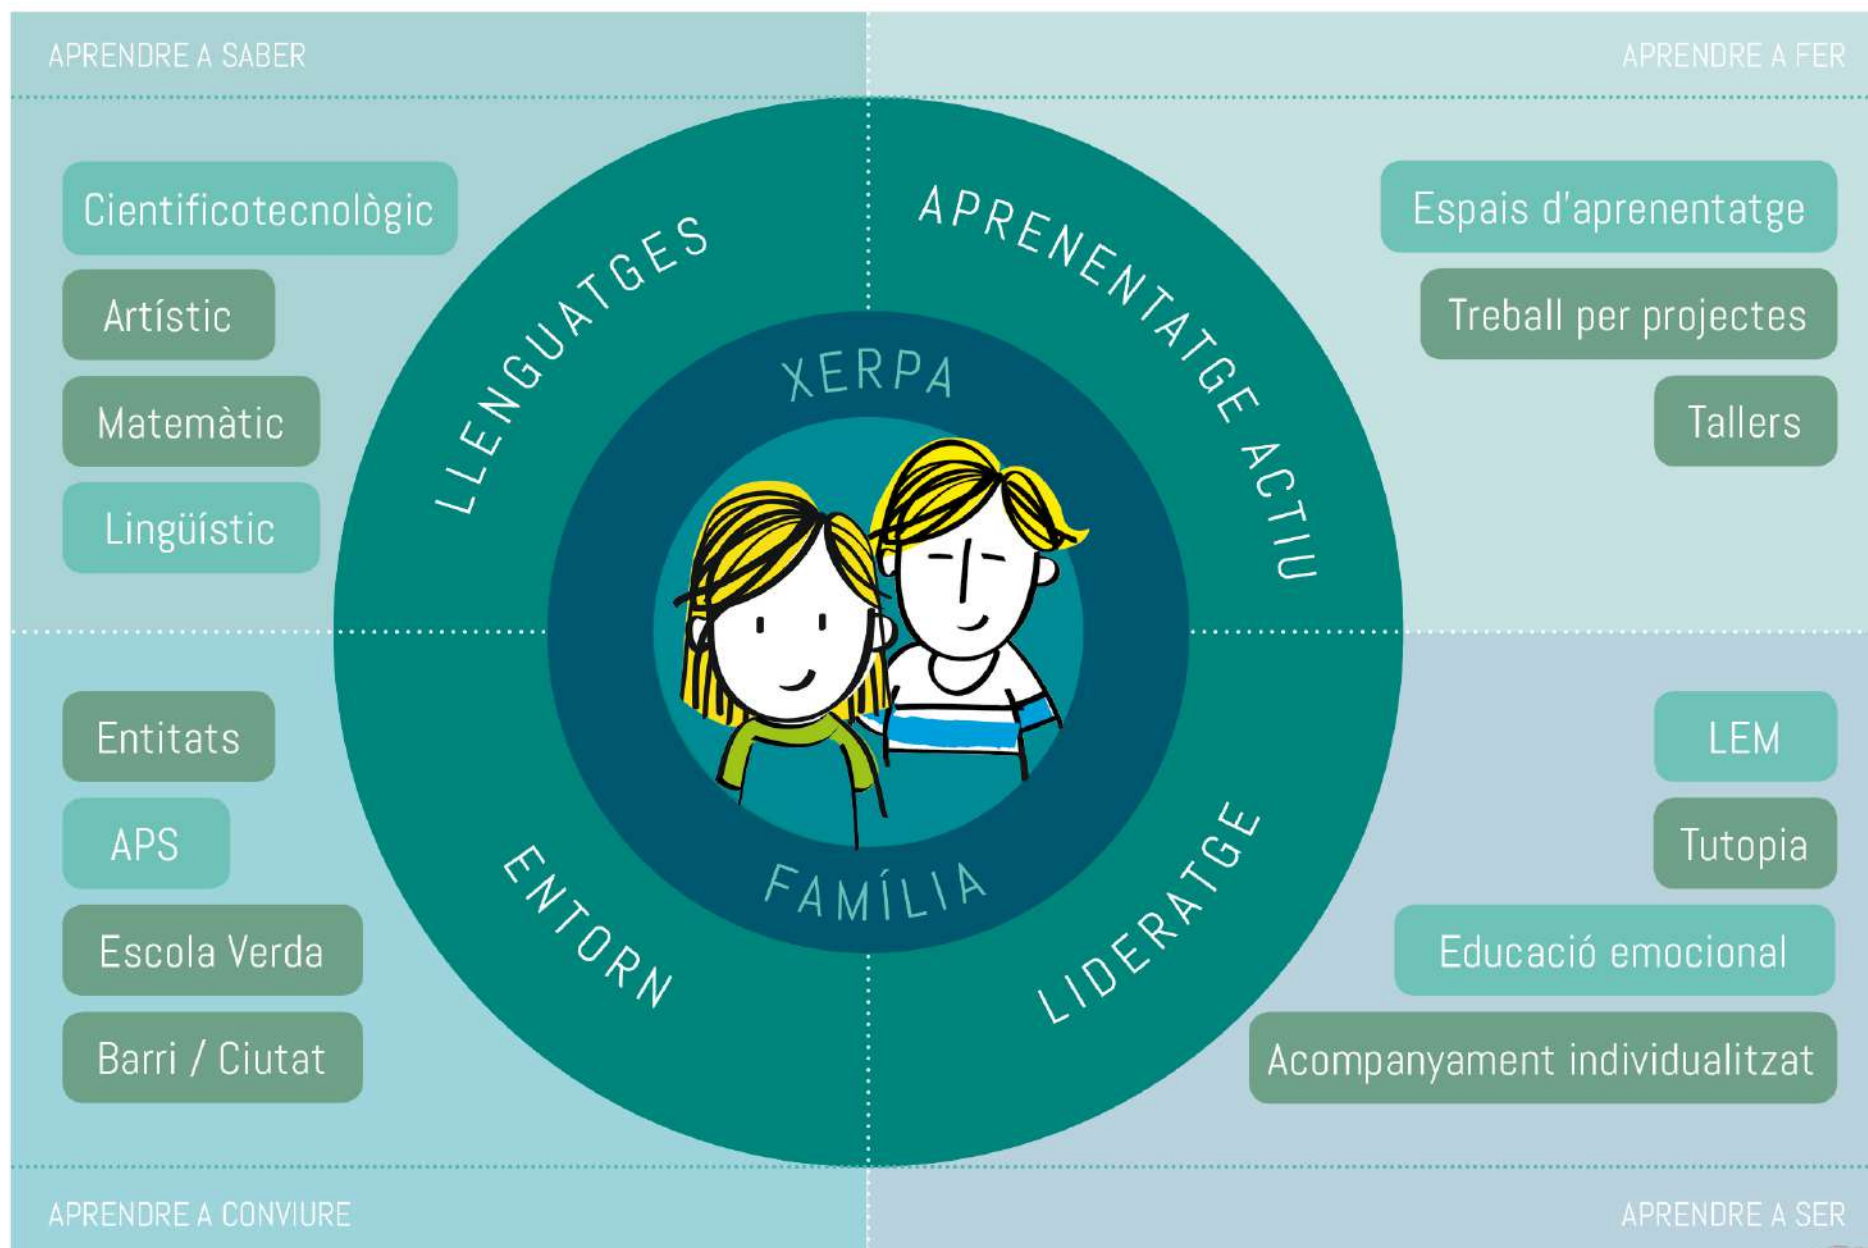 APRENDRE A SABER
APRENDRE A FER
LLENGUATGES
Científicotecnològic
Artístic
Matemàtic
Lingüístic
APRENENTATGE ACTIU
Espais d'aprenentatge
Treball per projectes
Tallers
XERPA
FAMÍLIA
ENTORN
Entitats
APS
Escola Verda
Barri / Ciutat
LIDERATGE
LEM
Tutopia
Educació emocional
Acompanyament individualitzat
APRENDRE A CONVIURE
APRENDRE A SER